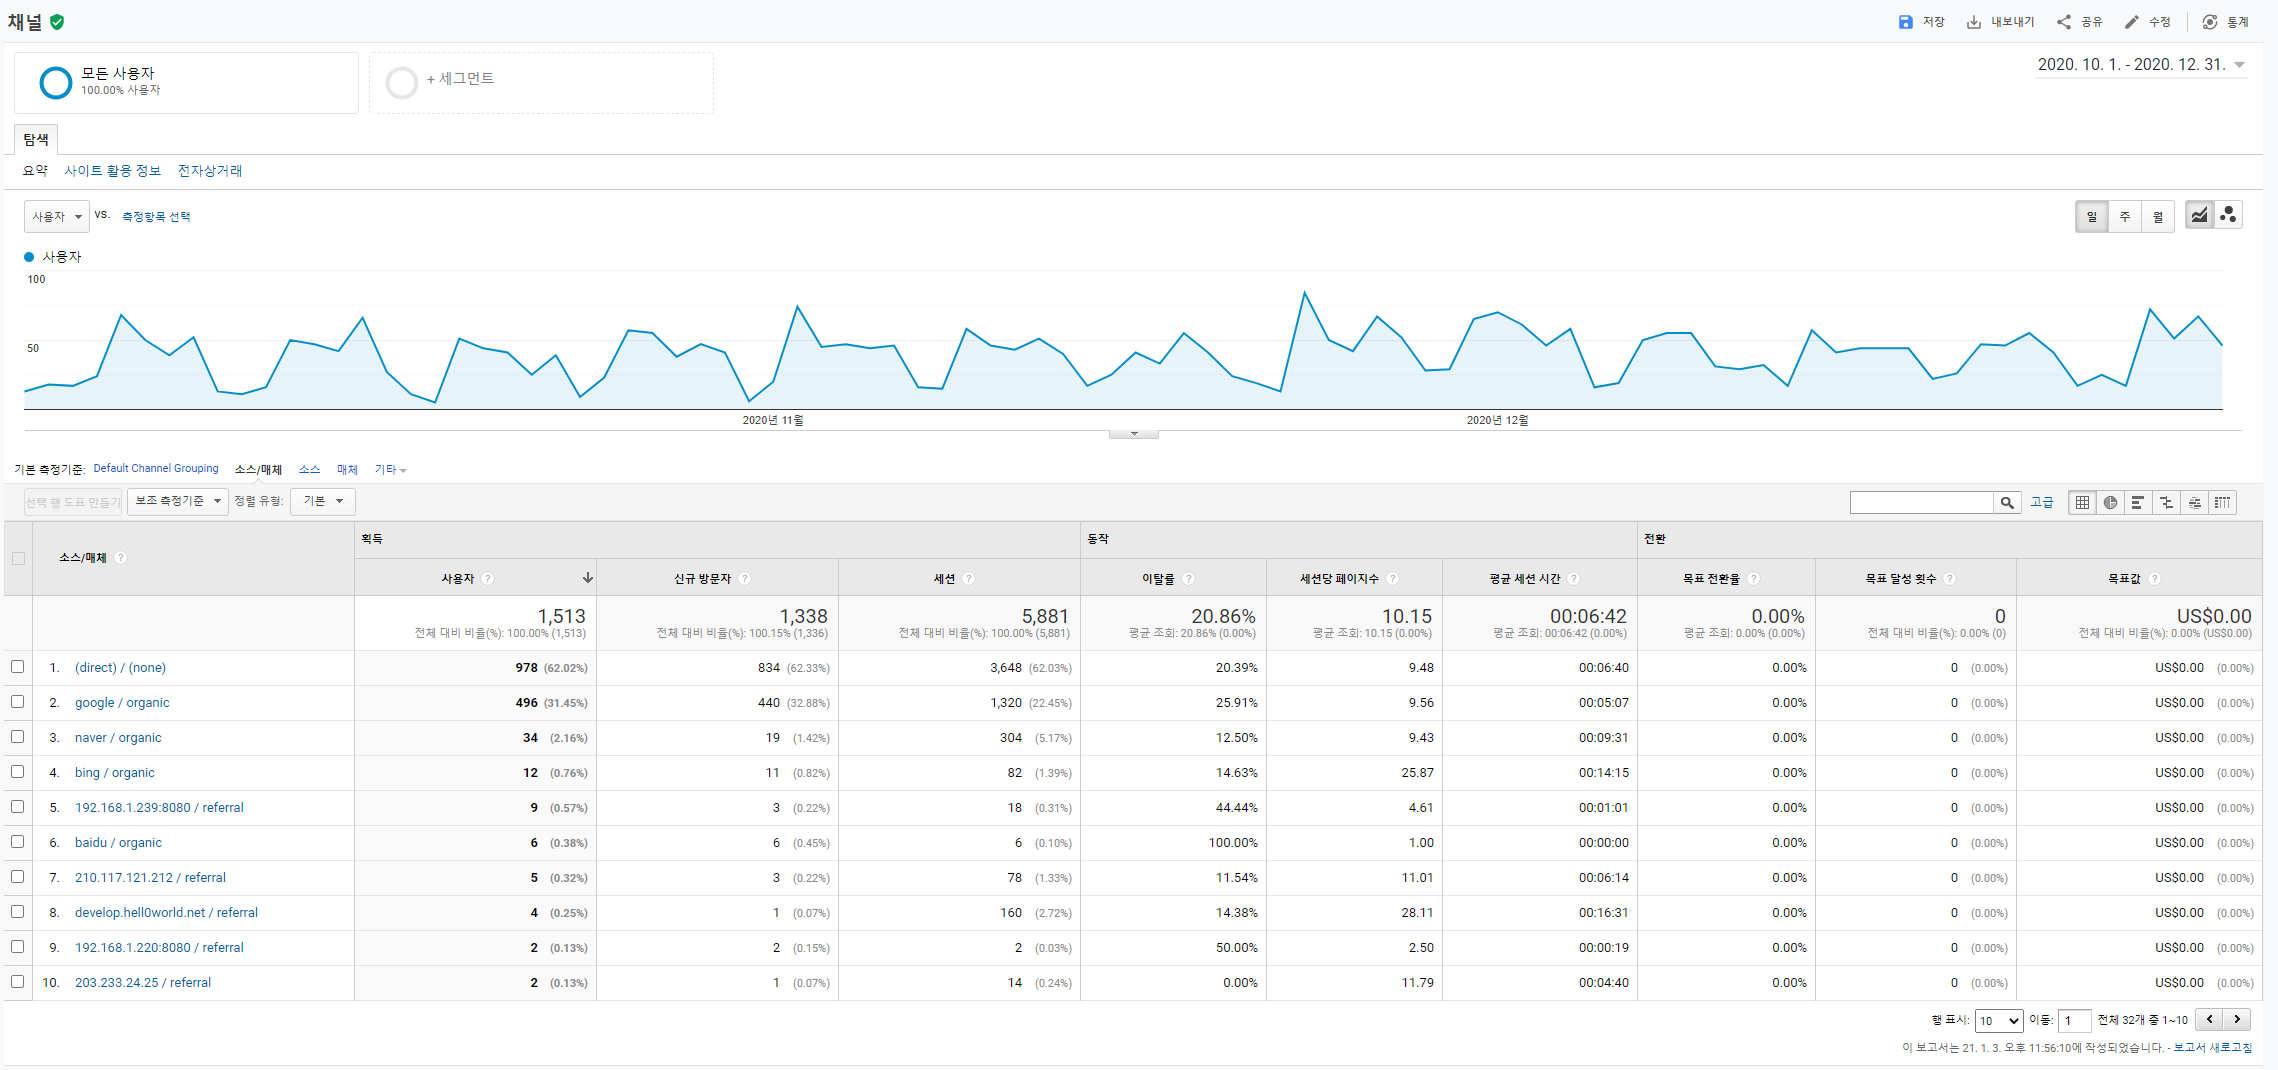 채널
저장 내보내기 공유 수정 통계
모든 사용자
100.00% 사용자
+ 세그먼트
2020. 10. 1. - 2020. 12. 31.
탐색
요약 사이트 활용 정보 전자상거래
사용자 vs. 측정항목 선택
일 주 월
사용자
100
50
2020년 11월 2020년 12월
기본 측정기준: Default Channel Grouping 소스/매체 소스 매체 기타
선택 행 도표 만들기 보조 측정기준 정렬 유형: 기본 고급
소스/매체 ? 획득 동작 전환
사용자 ? 신규 방문자 ? 세션 ? 이탈률 ? 세션당 페이지수 ? 평균 세션 시간 ? 목표 전환율 ? 목표 달성 횟수 ? 목표값 ?
1,513 1,338 5,881 20.86% 10.15 00:06:42 0.00% 0 US$0.00
전체 대비 비율(%): 100.00% (1,513) 전체 대비 비율(%): 100.15% (1,336) 전체 대비 비율(%): 100.00% (5,881) 평균 조회: 20.86% (0.00%) 평균 조회: 10.15 (0.00%) 평균 조회: 00:06:42 (0.00%) 평균 조회: 0.00% (0.00%) 전체 대비 비율(%): 0.00% (0) 전체 대비 비율(%): 0.00% (US$0.00)
1. (direct) / (none) 978 (62.02%) 834 (62.33%) 3,648 (62.03%) 20.39% 9.48 00:06:40 0.00% 0 (0.00%) US$0.00 (0.00%)
2. google / organic 496 (31.45%) 440 (32.88%) 1,320 (22.45%) 25.91% 9.56 00:05:07 0.00% 0 (0.00%) US$0.00 (0.00%)
3. naver / organic 34 (2.16%) 19 (1.42%) 304 (5.17%) 12.50% 9.43 00:09:31 0.00% 0 (0.00%) US$0.00 (0.00%)
4. bing / organic 12 (0.76%) 11 (0.82%) 82 (1.39%) 14.63% 25.87 00:14:15 0.00% 0 (0.00%) US$0.00 (0.00%)
5. 192.168.1.239:8080 / referral 9 (0.57%) 3 (0.22%) 18 (0.31%) 44.44% 4.61 00:01:01 0.00% 0 (0.00%) US$0.00 (0.00%)
6. baidu / organic 6 (0.38%) 6 (0.45%) 6 (0.10%) 100.00% 1.00 00:00:00 0.00% 0 (0.00%) US$0.00 (0.00%)
7. 210.117.121.212 / referral 5 (0.32%) 3 (0.22%) 78 (1.33%) 11.54% 11.01 00:06:14 0.00% 0 (0.00%) US$0.00 (0.00%)
8. develop.hell0world.net / referral 4 (0.25%) 1 (0.07%) 160 (2.72%) 14.38% 28.11 00:16:31 0.00% 0 (0.00%) US$0.00 (0.00%)
9. 192.168.1.220:8080 / referral 2 (0.13%) 2 (0.15%) 2 (0.03%) 50.00% 2.50 00:00:19 0.00% 0 (0.00%) US$0.00 (0.00%)
10. 203.233.24.25 / referral 2 (0.13%) 1 (0.07%) 14 (0.24%) 0.00% 11.79 00:04:40 0.00% 0 (0.00%) US$0.00 (0.00%)
행 표시: 10 이동: 1 전체 32개 중 1~10
이 보고서는 21. 1. 3. 오후 11:56:10에 작성되었습니다. - 보고서 새로고침